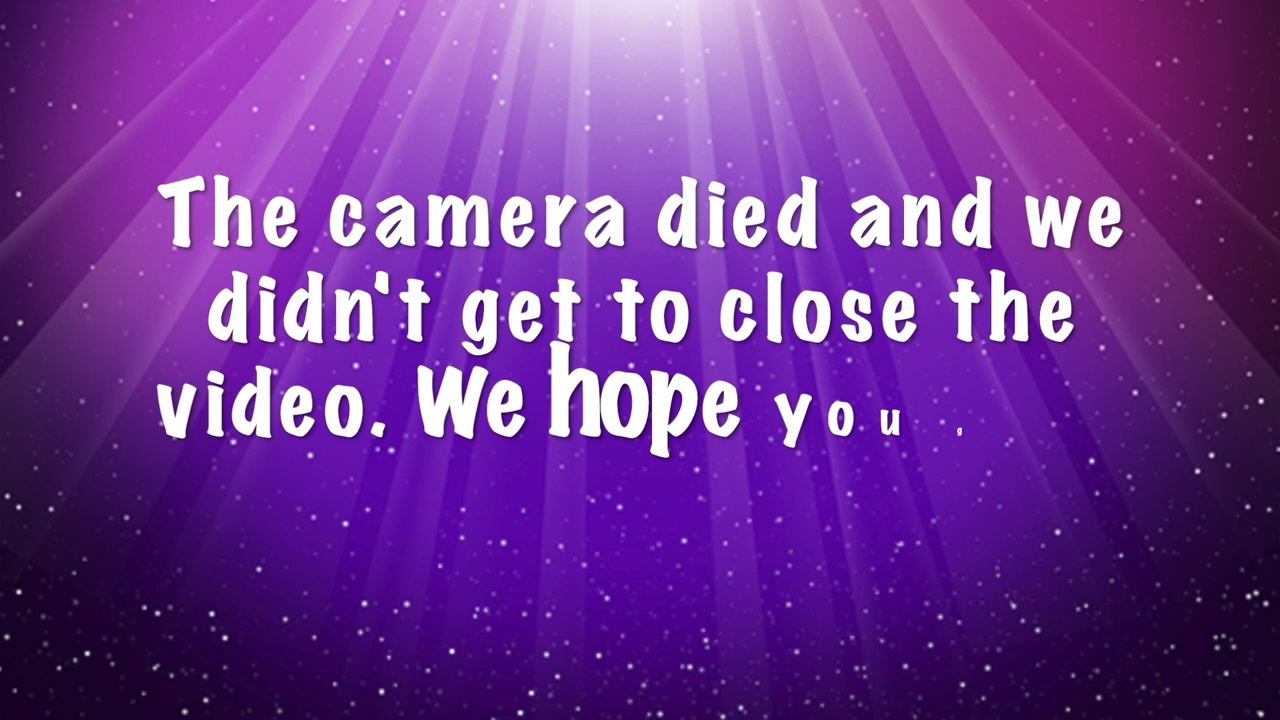 The camera died and we
didn't get to close the
video. We hope you g